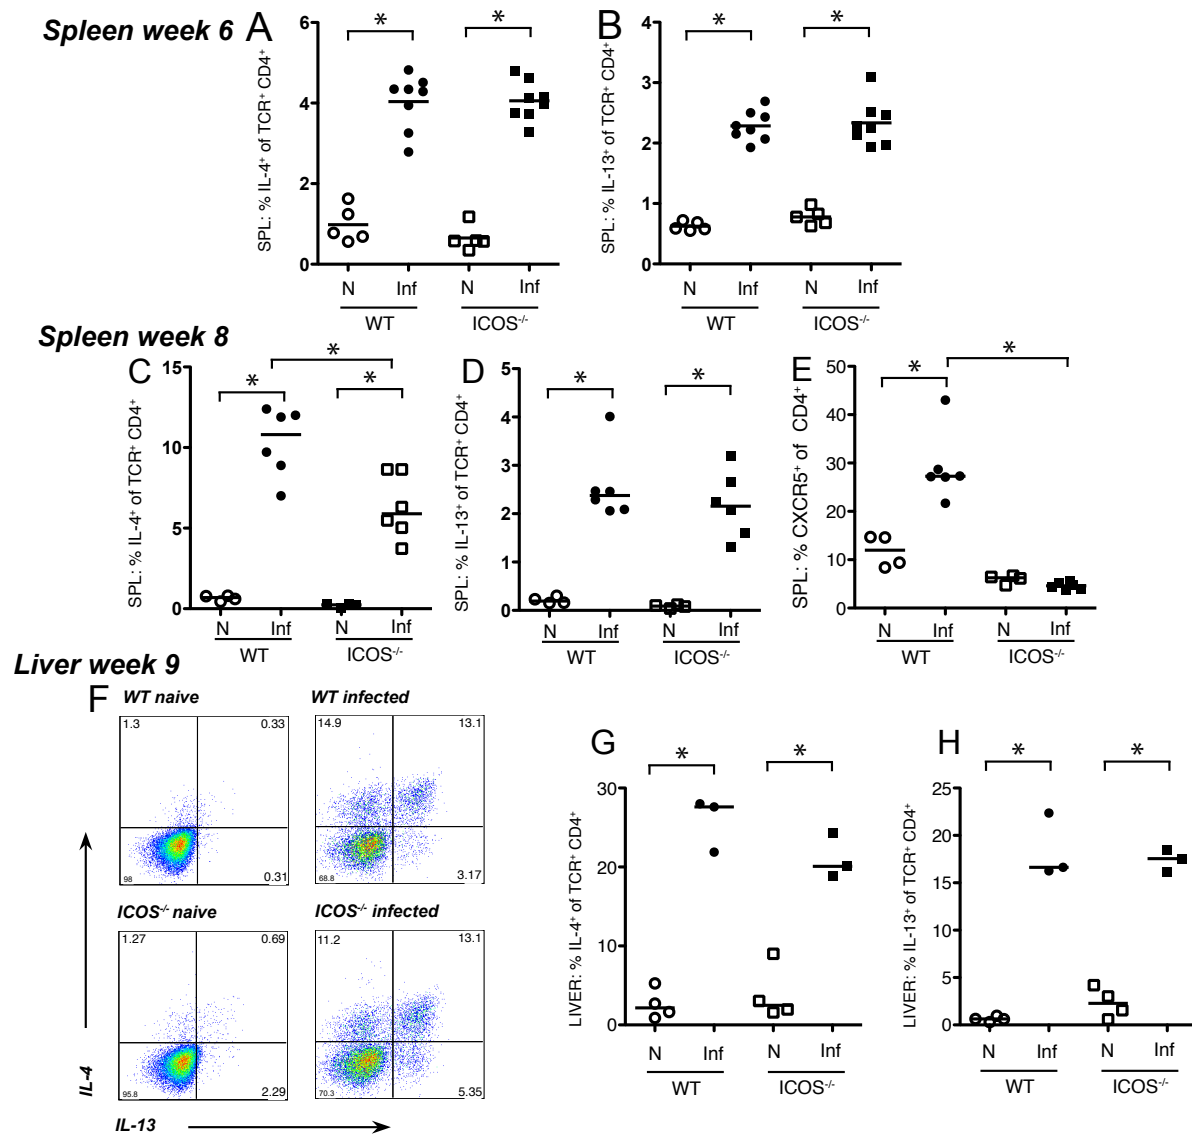 Spleen week 6
A
B
*
*
*
*
SPL: % IL-4⁺ of TCR⁺ CD4⁺
6
4
2
0
SPL: % IL-13⁺ of TCR⁺ CD4⁺
4
3
2
1
0
N Inf N Inf
WT ICOS⁻/⁻
N Inf N Inf
WT ICOS⁻/⁻
Spleen week 8
C
D
E
*
*
*
*
*
*
*
SPL: % IL-4⁺ of TCR⁺ CD4⁺
15
10
5
0
SPL: % IL-13⁺ of TCR⁺ CD4⁺
5
4
3
2
1
0
SPL: % CXCR5⁺ of CD4⁺
50
40
30
20
10
0
N Inf N Inf
WT ICOS⁻/⁻
N Inf N Inf
WT ICOS⁻/⁻
N Inf N Inf
WT ICOS⁻/⁻
Liver week 9
F
WT naive
WT infected
1.3 0.33
98 0.31
14.9 13.1
68.8 3.17
ICOS⁻/⁻ naive
ICOS⁻/⁻ infected
1.27 0.69
95.8 2.29
11.2 13.1
70.3 5.35
IL-4
IL-13
G
H
*
*
*
*
LIVER: % IL-4⁺ of TCR⁺ CD4⁺
30
20
10
0
LIVER: % IL-13⁺ of TCR⁺ CD4⁺
25
20
15
10
5
0
N Inf N Inf
WT ICOS⁻/⁻
N Inf N Inf
WT ICOS⁻/⁻